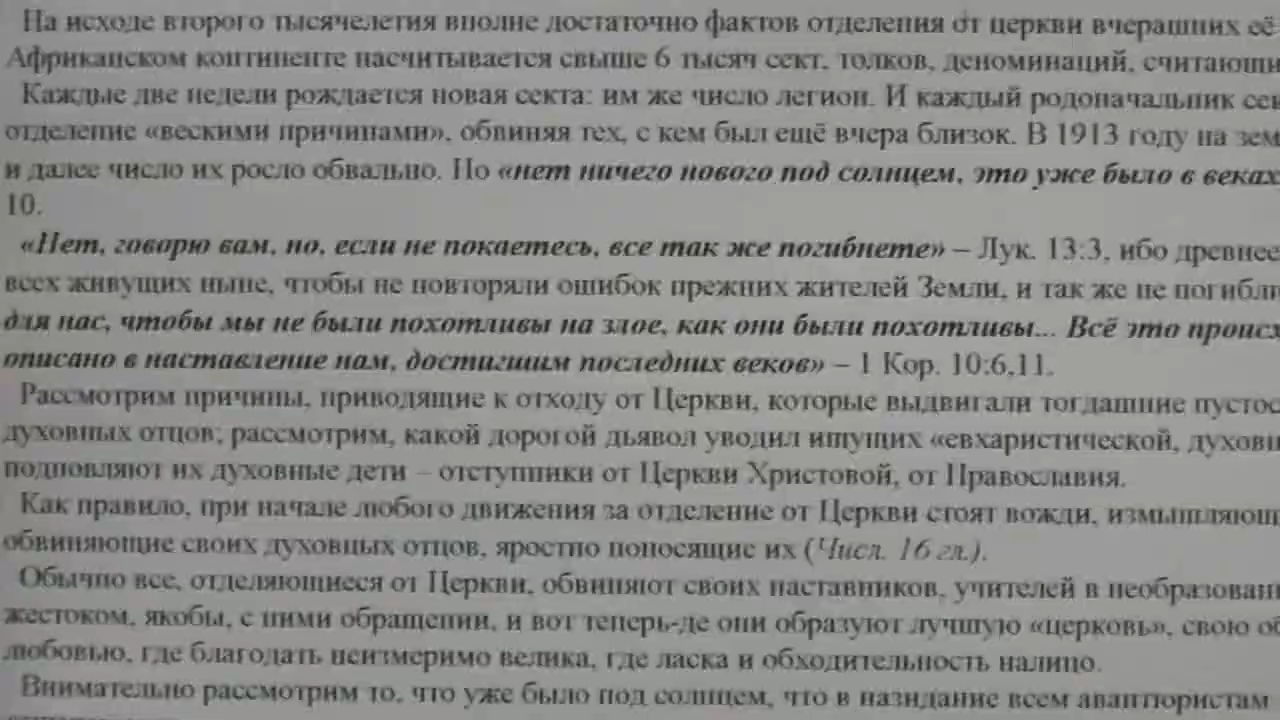 На исходе второго тысячелетия вполне достаточно фактов отделения от церкви вчерашних её
Африканском континенте насчитывается свыше 6 тысяч сект, толков, деноминаций, считающи
Каждые две недели рождается новая секта: им же число легион. И каждый родоначальник сек
отделение «вескими причинами», обвиняя тех, с кем был ещё вчера близок. В 1913 году на зем
и далее число их росло обвально. Но «нет ничего нового под солнцем, это уже было в веках
10.
«Нет, говорю вам, но, если не покаетесь, все так же погибнете» – Лук. 13:3, ибо древнее
всех живущих ныне, чтобы не повторяли ошибок прежних жителей Земли, и так же не погибли
для нас, чтобы мы не были похотливы на злое, как они были похотливы... Всё это происх
описано в наставление нам, достигшим последних веков» – 1 Кор. 10:6,11.
Рассмотрим причины, приводящие к отходу от Церкви, которые выдвигали тогдашние пустос
духовных отцов; рассмотрим, какой дорогой дьявол уводил ищущих «евхаристической, духовн
подновляют их духовные дети – отступники от Церкви Христовой, от Православия.
Как правило, при начале любого движения за отделение от Церкви стоят вожди, измышляющ
обвиняющие своих духовных отцов, яростно поносящие их (Числ. 16 гл.).
Обычно все, отделяющиеся от Церкви, обвиняют своих наставников, учителей в необразован
жестоком, якобы, с ними обращении, и вот теперь-де они образуют лучшую «церковь», свою об
любовью, где благодать неизмеримо велика, где ласка и обходительность налицо.
Внимательно рассмотрим то, что уже было под солнцем, что в назидание всем авантюристам